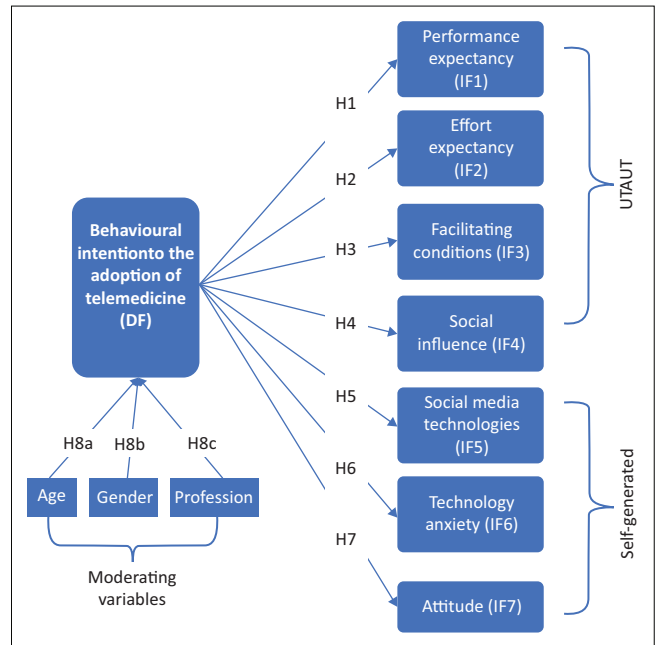 Performance
expectancy
(IF1)
H1
Effort
expectancy
(IF2)
H2
UTAUT
Behavioural
intentionto the
adoption of
telemedicine
(DF)
Facilitating
conditions (IF3)
H3
Social
influence (IF4)
H4
Social media
technologies
(IF5)
H5
H8a
H8b
H8c
Technology
anxiety (IF6)
H6
Self-generated
Age
Gender
Profession
H7
Moderating
variables
Attitude (IF7)